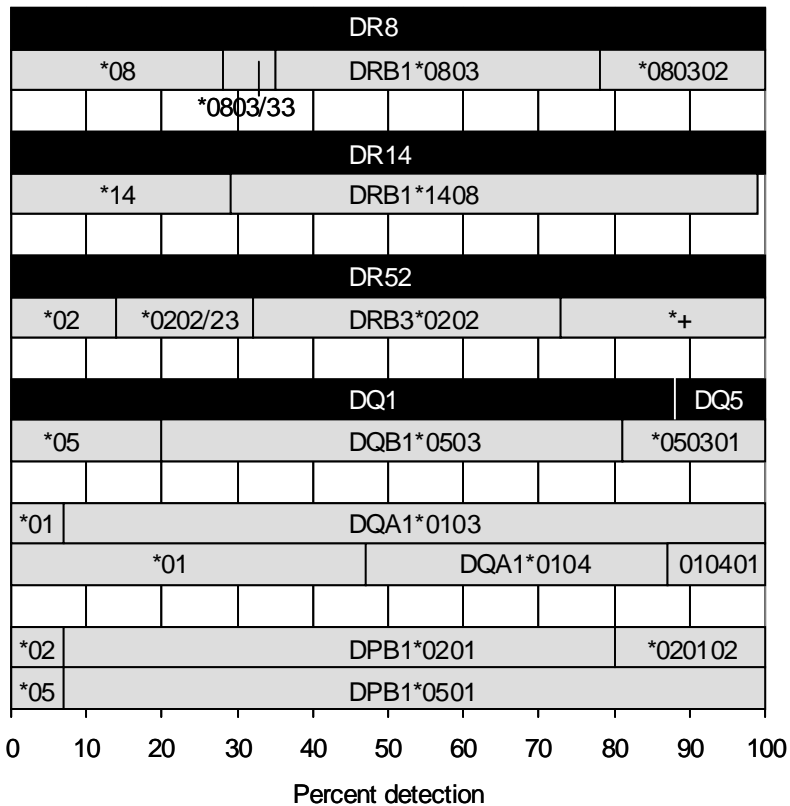 DR8
*08 DRB1*0803 *080302
*0803/33
DR14
*14 DRB1*1408
DR52
*02 *0202/23 DRB3*0202 *+
DQ1 DQ5
*05 DQB1*0503 *050301
*01 DQA1*0103
*01 DQA1*0104 010401
*02 DPB1*0201 *020102
*05 DPB1*0501
0 10 20 30 40 50 60 70 80 90 100
Percent detection